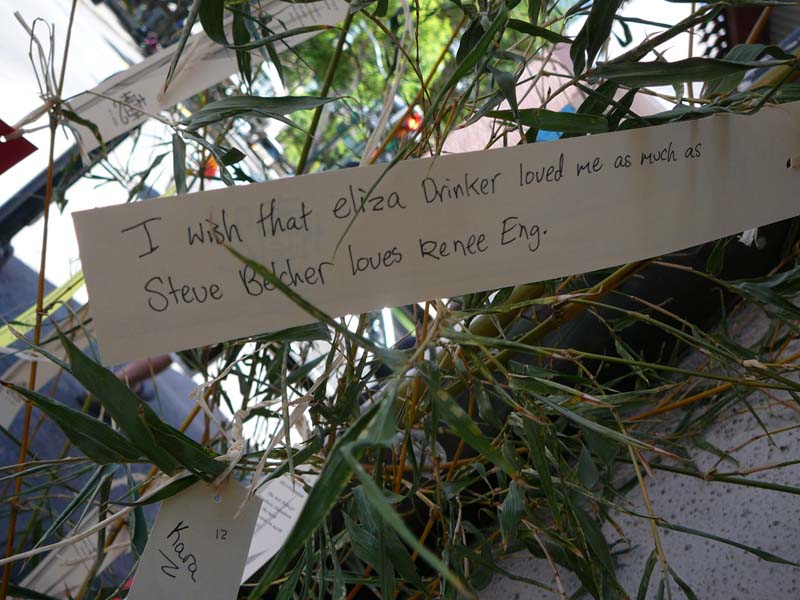 I wish that eliza Drinker loved me as much as
Steve Belcher loves Renee Eng.
Kara
12